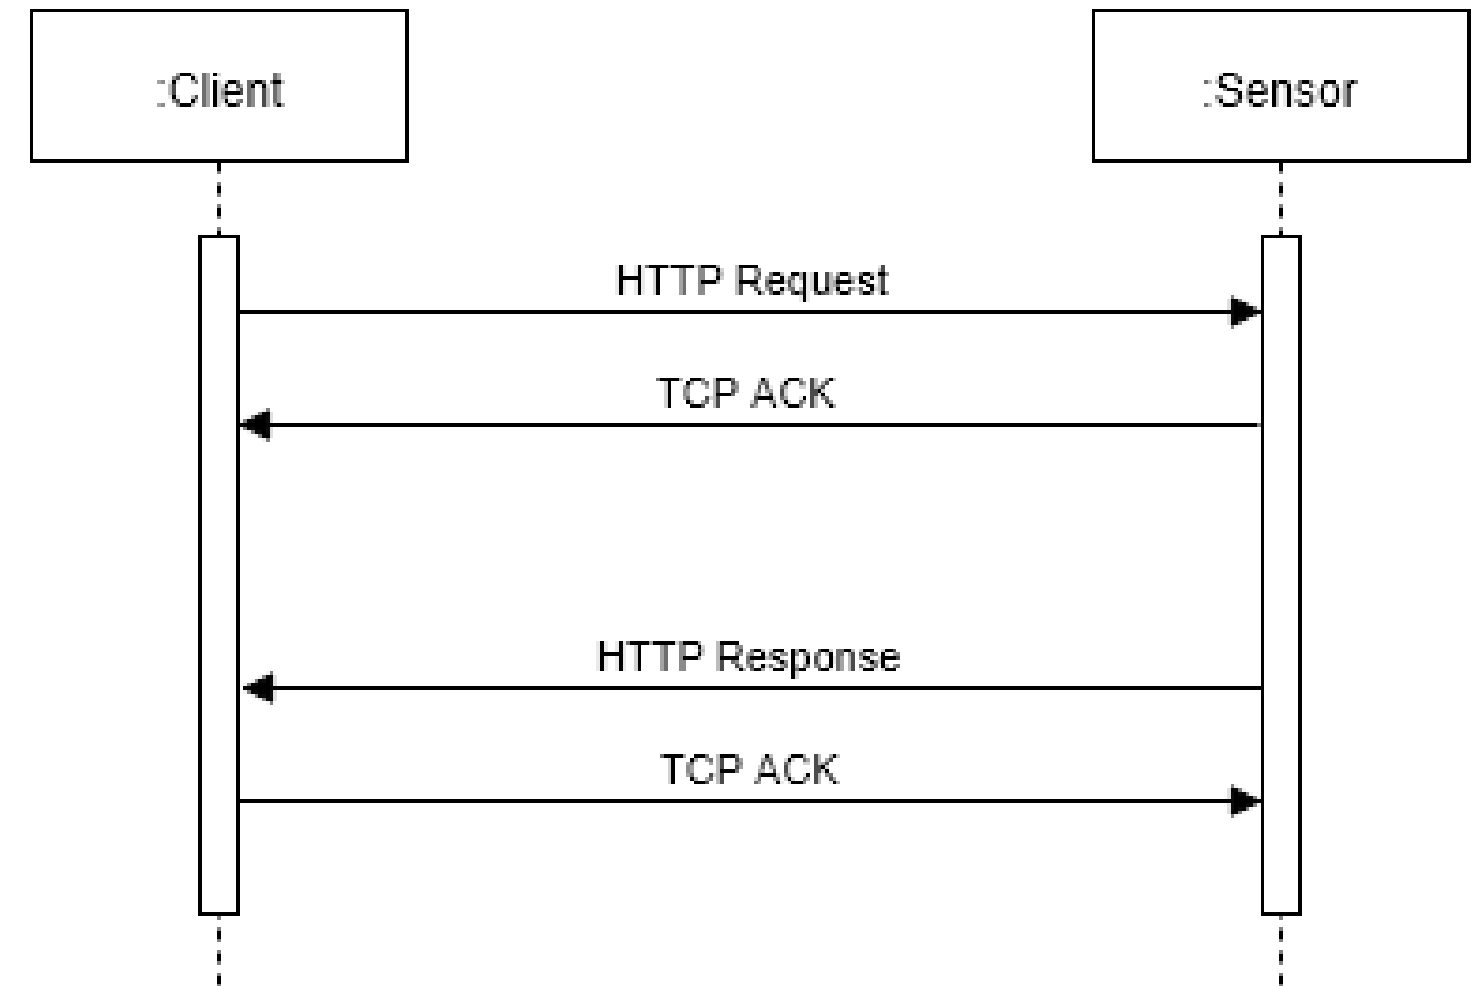 :Client
:Sensor
HTTP Request
TCP ACK
HTTP Response
TCP ACK